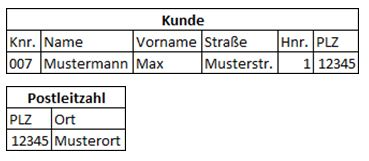 Kunde
Knr. Name Vorname Straße Hnr. PLZ
007 Mustermann Max Musterstr. 1 12345
Postleitzahl
PLZ Ort
12345 Musterort